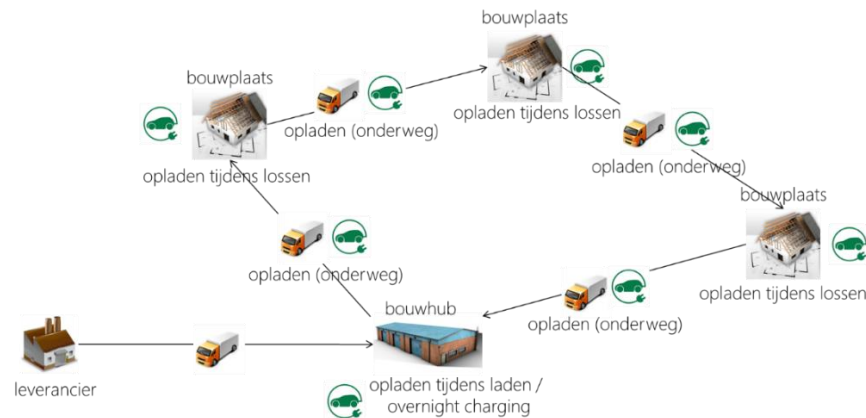 bouwplaats
bouwplaats
opladen (onderweg)
opladen tijdens lossen
opladen tijdens lossen
opladen (onderweg)
bouwplaats
opladen (onderweg)
opladen tijdens lossen
bouwhub
opladen (onderweg)
leverancier
opladen tijdens laden /
overnight charging